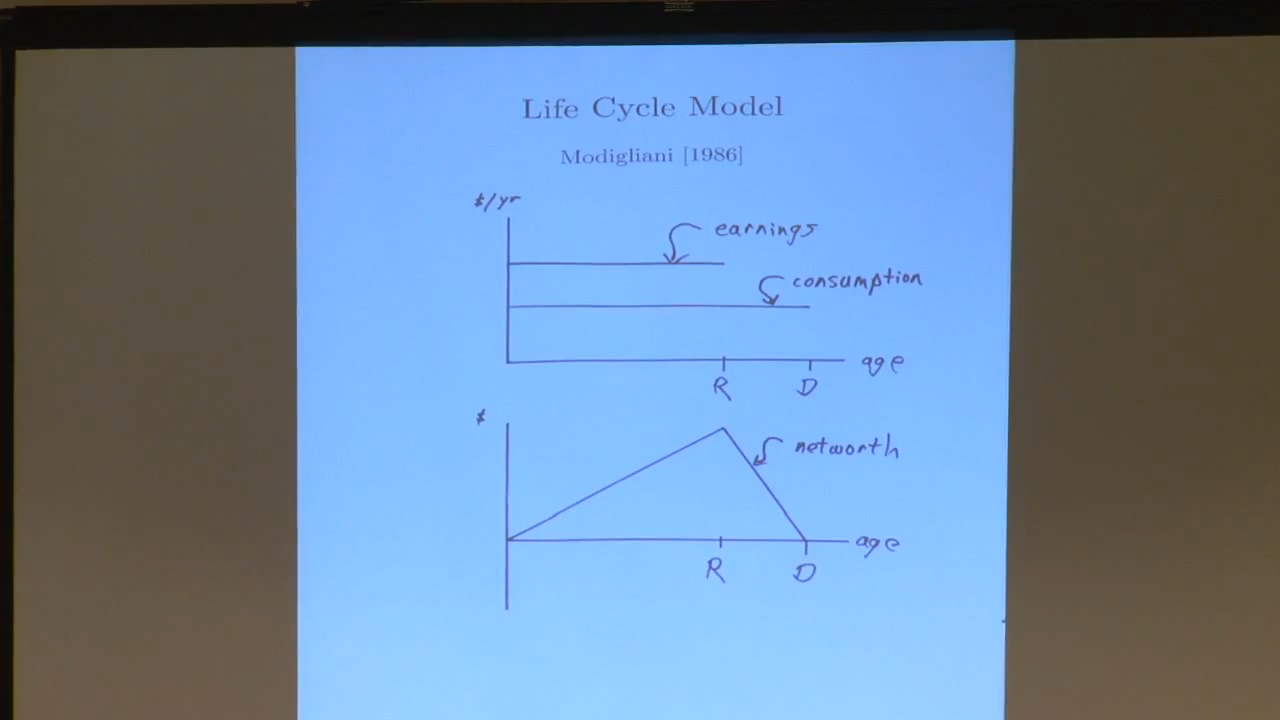 Life Cycle Model
Modigliani [1986]
$/yr
earnings
consumption
age
R D
$
networth
age
R D